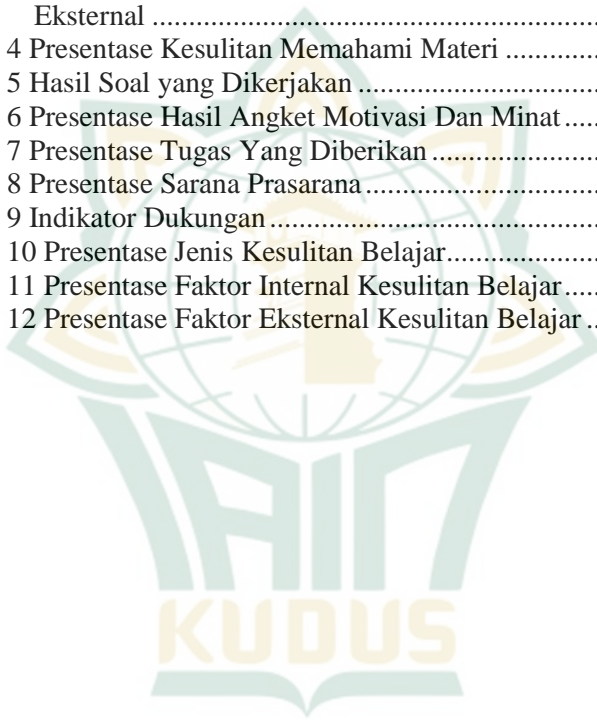 Eksternal ...................................................................
4 Presentase Kesulitan Memahami Materi ..............
5 Hasil Soal yang Dikerjakan ...................................
6 Presentase Hasil Angket Motivasi Dan Minat .....
7 Presentase Tugas Yang Diberikan ........................
8 Presentase Sarana Prasarana .................................
9 Indikator Dukungan ..............................................
10 Presentase Jenis Kesulitan Belajar......................
11 Presentase Faktor Internal Kesulitan Belajar .....
12 Presentase Faktor Eksternal Kesulitan Belajar ..
IAIN
KUDUS